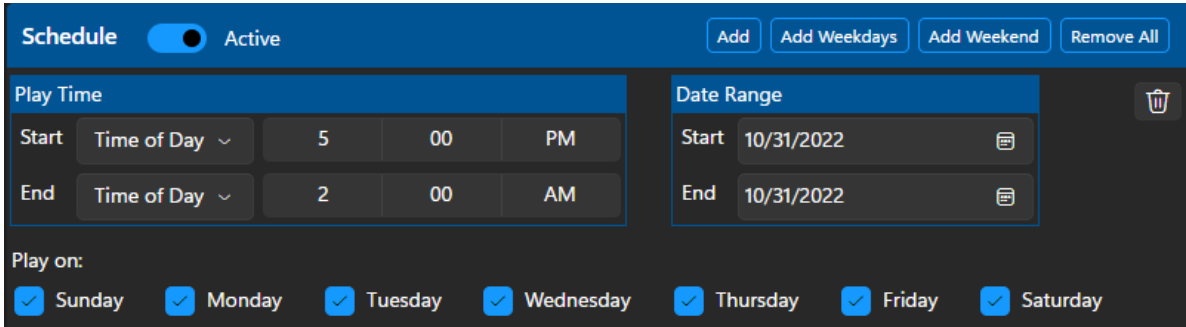 Schedule Active Add Add Weekdays Add Weekend Remove All
Play Time
Start Time of Day 5 00 PM
End Time of Day 2 00 AM
Date Range
Start 10/31/2022
End 10/31/2022
Play on:
Sunday Monday Tuesday Wednesday Thursday Friday Saturday